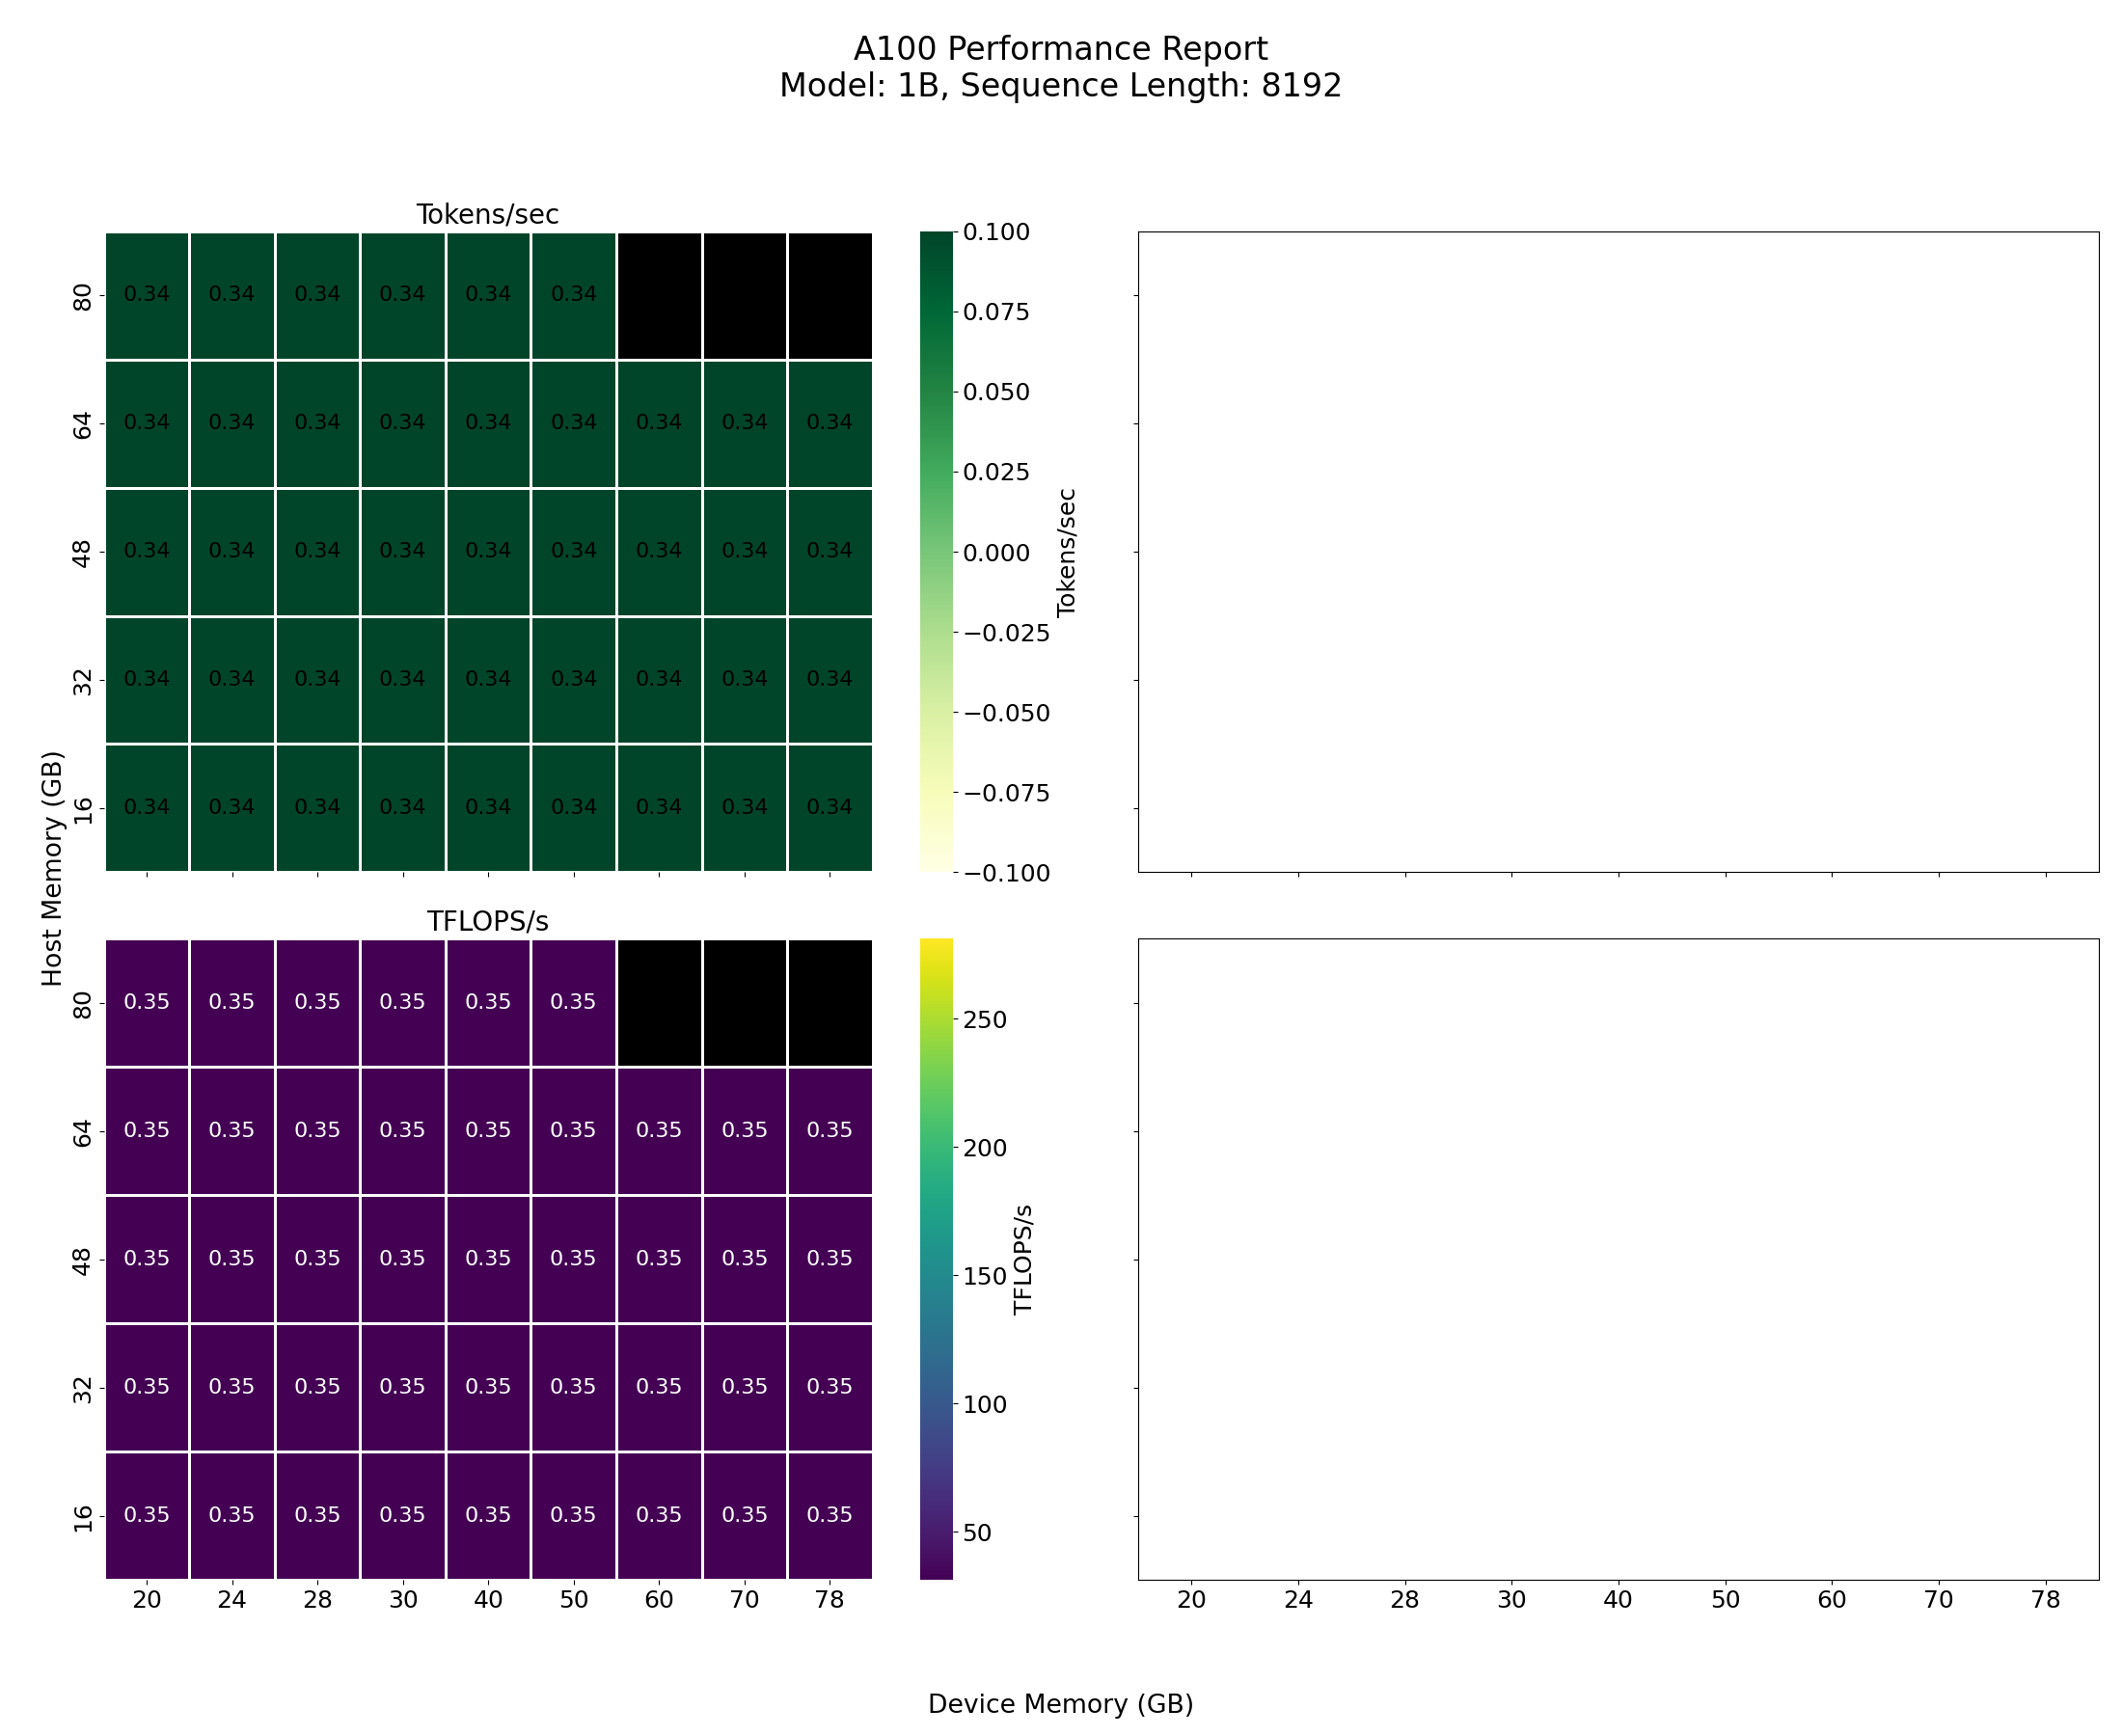 A100 Performance Report
Model: 1B, Sequence Length: 8192
Tokens/sec
80
0.34 0.34 0.34 0.34 0.34 0.34
64
0.34 0.34 0.34 0.34 0.34 0.34 0.34 0.34 0.34
48
0.34 0.34 0.34 0.34 0.34 0.34 0.34 0.34 0.34
32
0.34 0.34 0.34 0.34 0.34 0.34 0.34 0.34 0.34
16
0.34 0.34 0.34 0.34 0.34 0.34 0.34 0.34 0.34
0.100
0.075
0.050
0.025
0.000
−0.025
−0.050
−0.075
−0.100
Tokens/sec
Host Memory (GB)
TFLOPS/s
80
0.35 0.35 0.35 0.35 0.35 0.35
64
0.35 0.35 0.35 0.35 0.35 0.35 0.35 0.35 0.35
48
0.35 0.35 0.35 0.35 0.35 0.35 0.35 0.35 0.35
32
0.35 0.35 0.35 0.35 0.35 0.35 0.35 0.35 0.35
16
0.35 0.35 0.35 0.35 0.35 0.35 0.35 0.35 0.35
20 24 28 30 40 50 60 70 78
250
200
150
100
50
TFLOPS/s
20 24 28 30 40 50 60 70 78
Device Memory (GB)